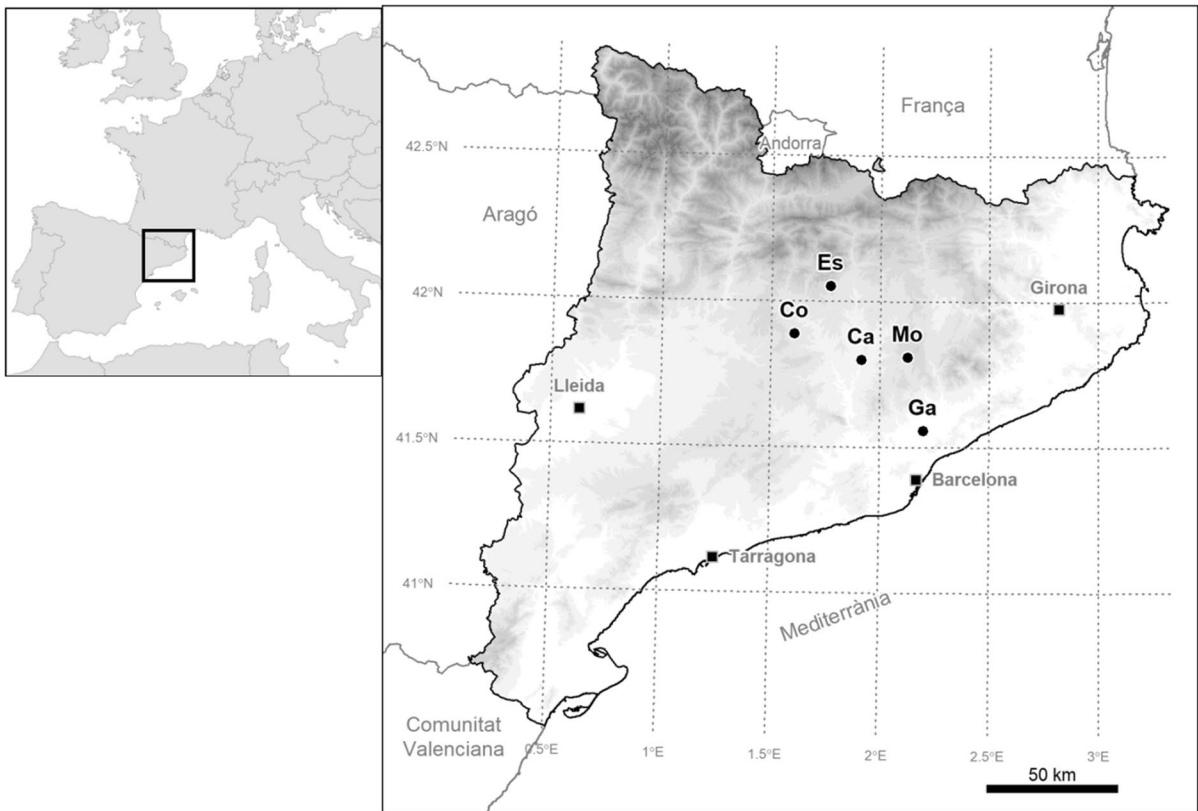 França
Andorra
42.5°N
Aragó
Es
42°N
Girona
Co
Ca
Mo
Lleida
Ga
41.5°N
Barcelona
Tarragona
41°N
Mediterrània
Comunitat
Valenciana
0.5°E
1°E
1.5°E
2°E
2.5°E
3°E
50 km